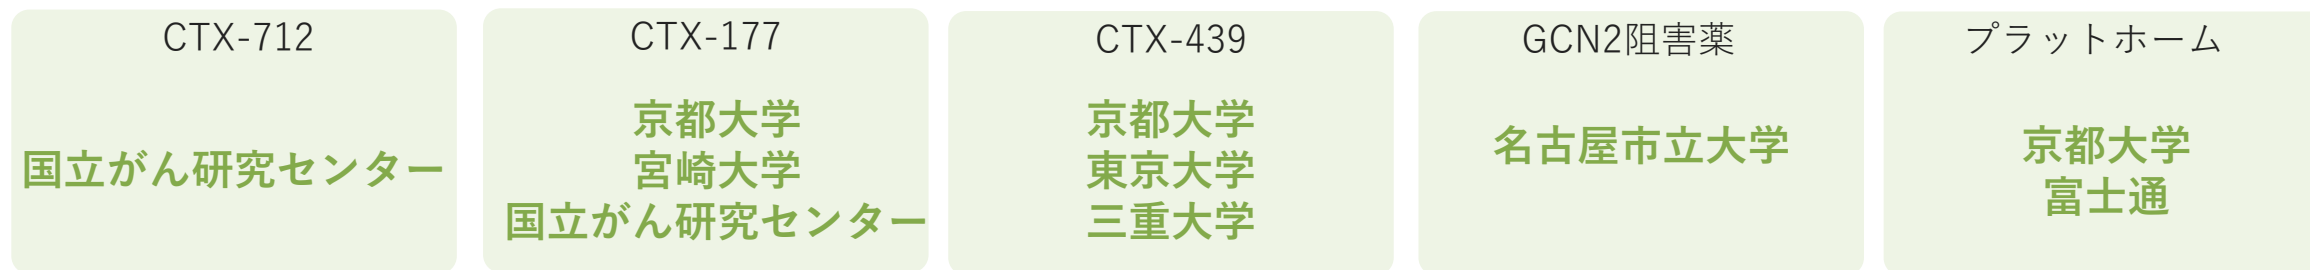 CTX-712
国立がん研究センター
CTX-177
京都大学
宮崎大学
国立がん研究センター
CTX-439
京都大学
東京大学
三重大学
GCN2阻害薬
名古屋市立大学
プラットホーム
京都大学
富士通